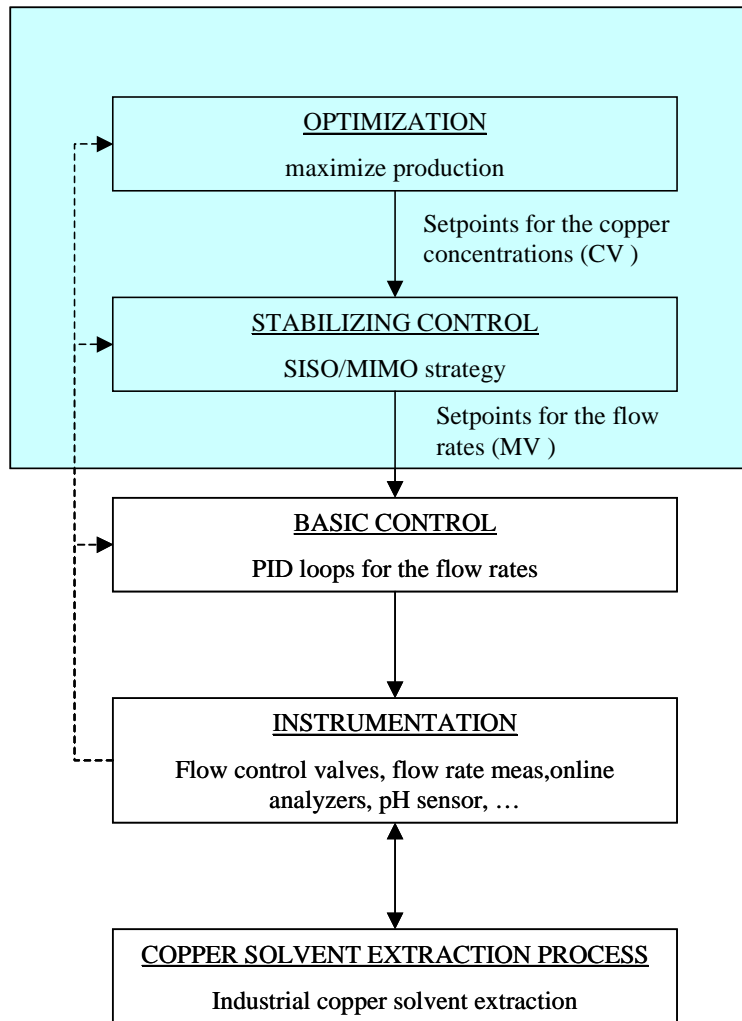 OPTIMIZATION
maximize production
Setpoints for the copper
concentrations (CV )
STABILIZING CONTROL
SISO/MIMO strategy
Setpoints for the flow
rates (MV )
BASIC CONTROL
PID loops for the flow rates
INSTRUMENTATION
Flow control valves, flow rate meas,online
analyzers, pH sensor, …
COPPER SOLVENT EXTRACTION PROCESS
Industrial copper solvent extraction